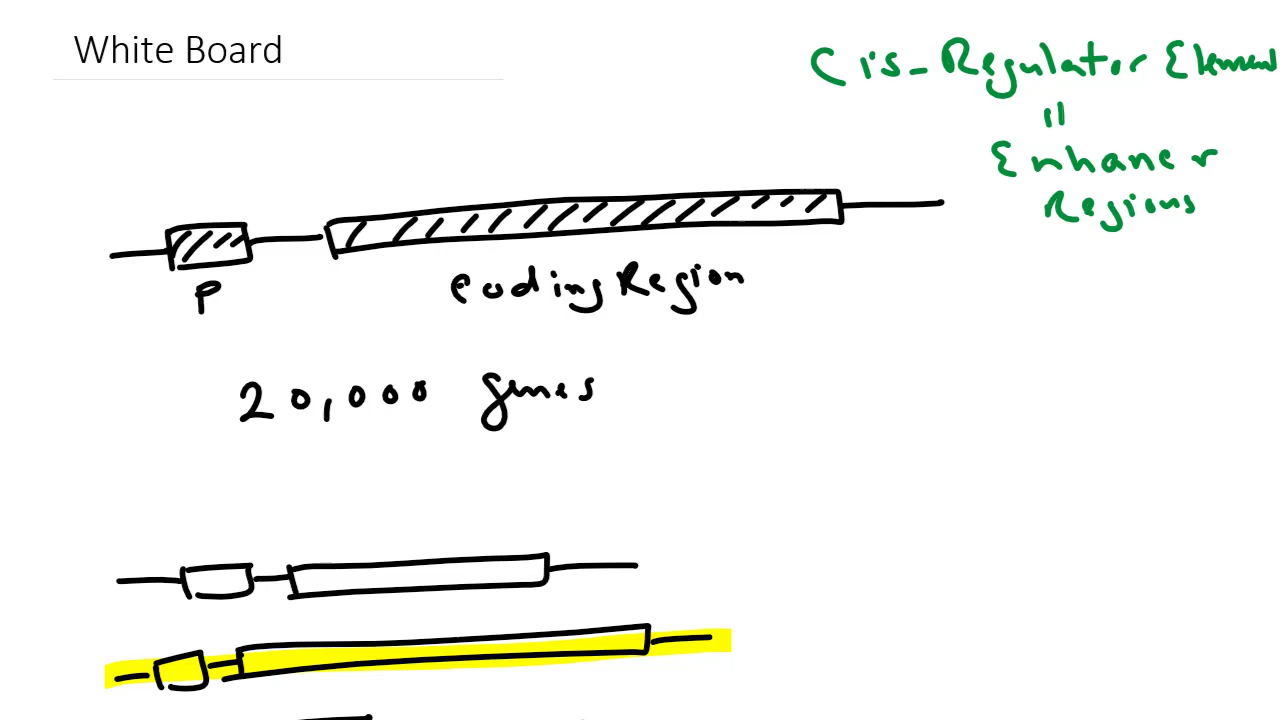 White Board
Cis-Regulator Element
||
Enhancer
Regions
P
Coding Region
20,000 genes